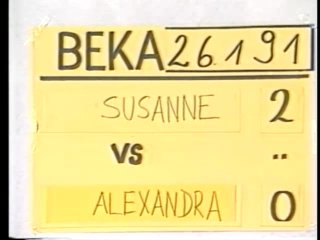 BEKA 26.1 91
SUSANNE 2
VS ..
ALEXANDRA 0